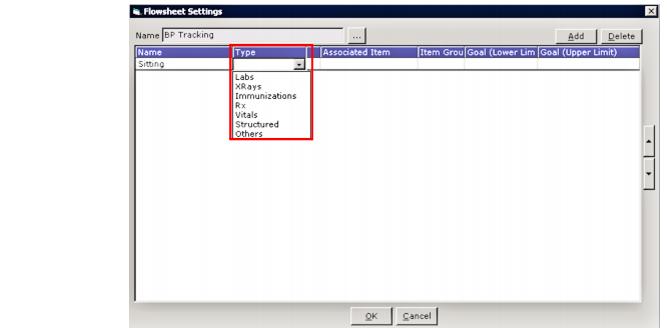 Flowsheet Settings
Name BP Tracking ... Add Delete
Name Type Associated Item Item Grou Goal (Lower Lim Goal (Upper Limit)
Sitting
Labs
XRays
Immunizations
Rx
Vitals
Structured
Others
OK Cancel